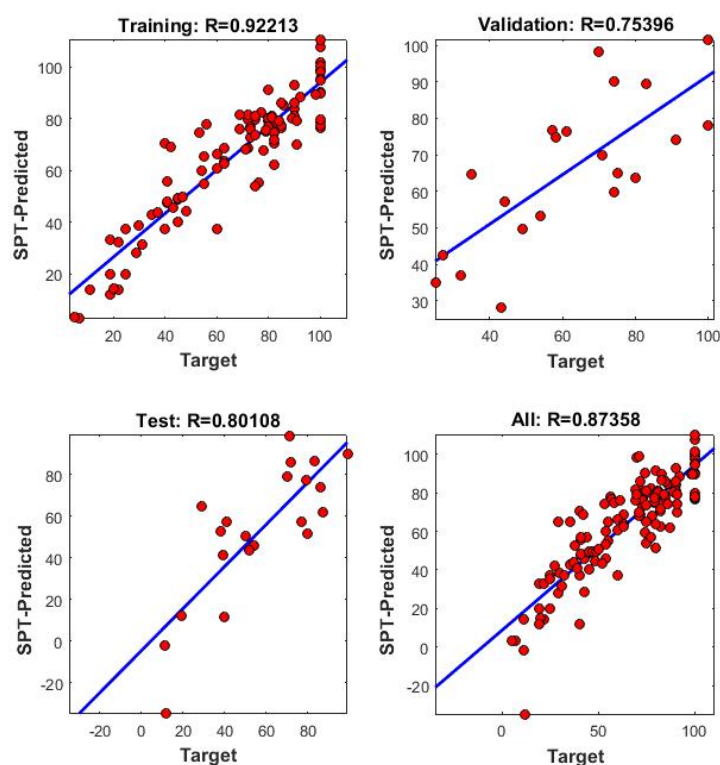 Training: R=0.92213
SPT-Predicted
100
80
60
40
20
20 40 60 80 100
Target
Validation: R=0.75396
SPT-Predicted
100
90
80
70
60
50
40
30
40 60 80 100
Target
Test: R=0.80108
SPT-Predicted
80
60
40
20
0
-20
-20 0 20 40 60 80
Target
All: R=0.87358
SPT-Predicted
100
80
60
40
20
0
-20
0 50 100
Target